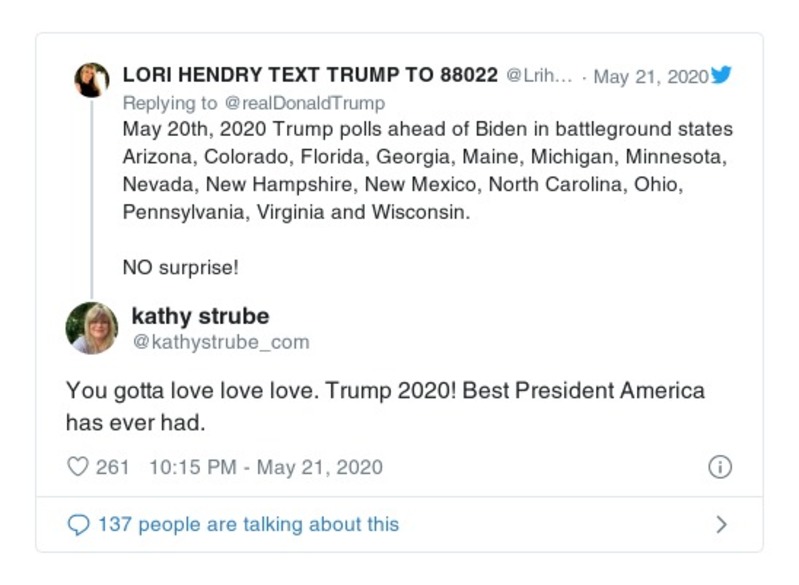 LORI HENDRY TEXT TRUMP TO 88022 @Lrih... · May 21, 2020
Replying to @realDonaldTrump
May 20th, 2020 Trump polls ahead of Biden in battleground states
Arizona, Colorado, Florida, Georgia, Maine, Michigan, Minnesota,
Nevada, New Hampshire, New Mexico, North Carolina, Ohio,
Pennsylvania, Virginia and Wisconsin.
NO surprise!
kathy strube
@kathystrube_com
You gotta love love love. Trump 2020! Best President America
has ever had.
261 10:15 PM - May 21, 2020
137 people are talking about this